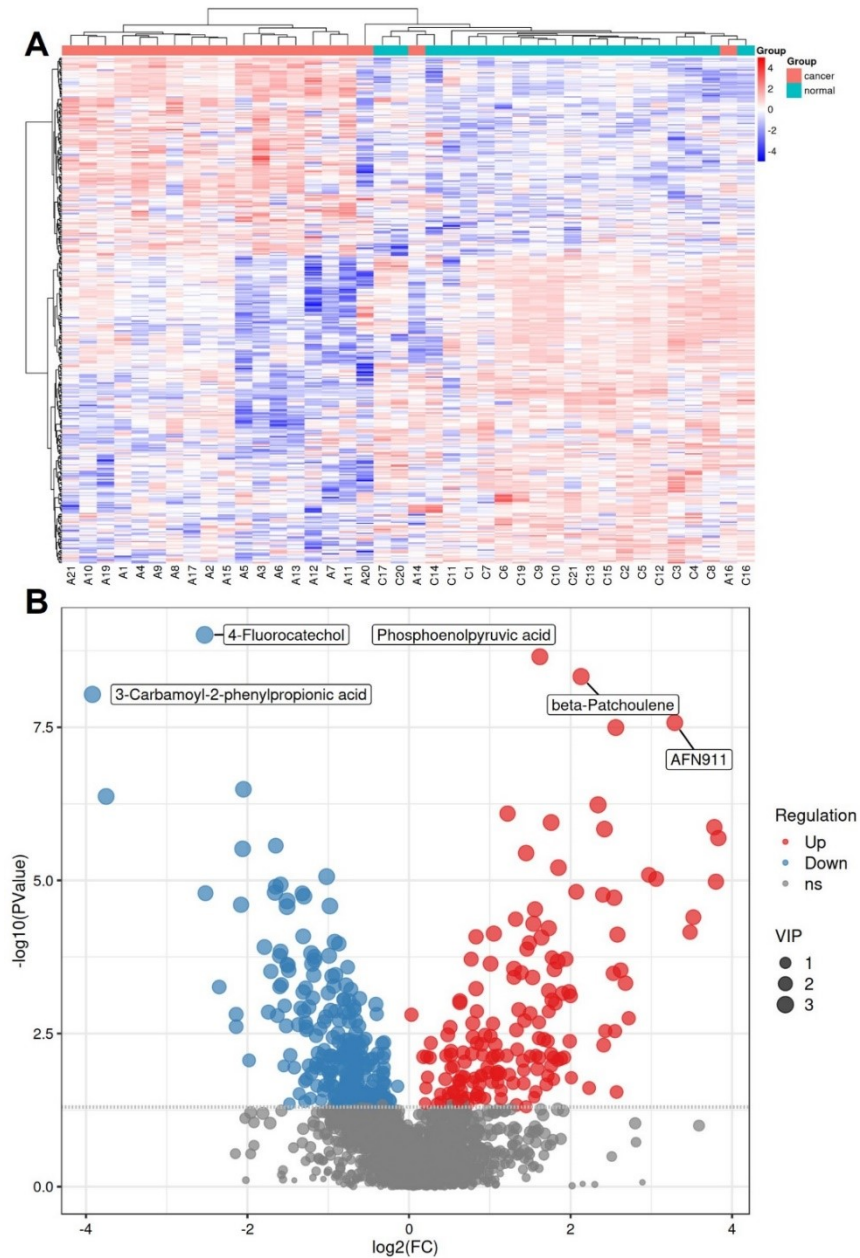 A
Group
4
2
0
-2
-4
Group
cancer
normal
A21 A10 A19 A1 A4 A9 A8 A17 A2 A15 A5 A3 A6 A13 A12 A7 A11 A20 C17 C20 A14 C14 C11 C1 C7 C6 C19 C9 C10 C21 C13 C15 C2 C5 C12 C3 C4 C8 A16 C16
B
4-Fluorocatechol
Phosphoenolpyruvic acid
3-Carbamoyl-2-phenylpropionic acid
beta-Patchoulene
AFN911
7.5
5.0
2.5
0.0
-log10(PValue)
-4 -2 0 2 4
log2(FC)
Regulation
Up
Down
ns
VIP
1
2
3